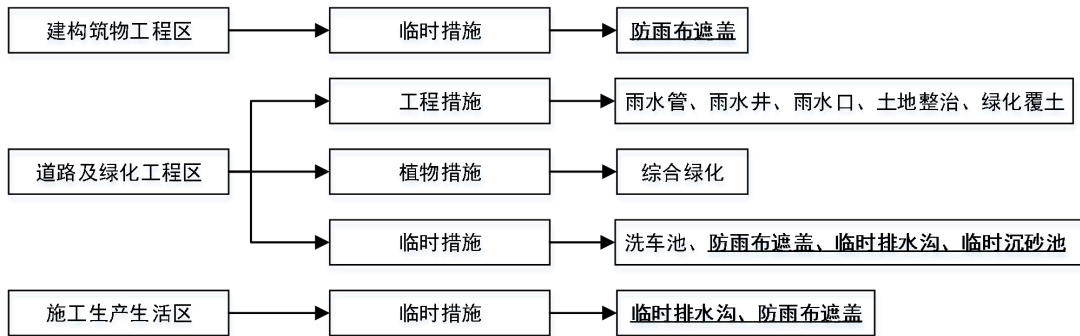 建构筑物工程区 临时措施 防雨布遮盖
工程措施 雨水管、雨水井、雨水口、土地整治、绿化覆土
道路及绿化工程区 植物措施 综合绿化
临时措施 洗车池、防雨布遮盖、临时排水沟、临时沉砂池
施工生产生活区 临时措施 临时排水沟、防雨布遮盖